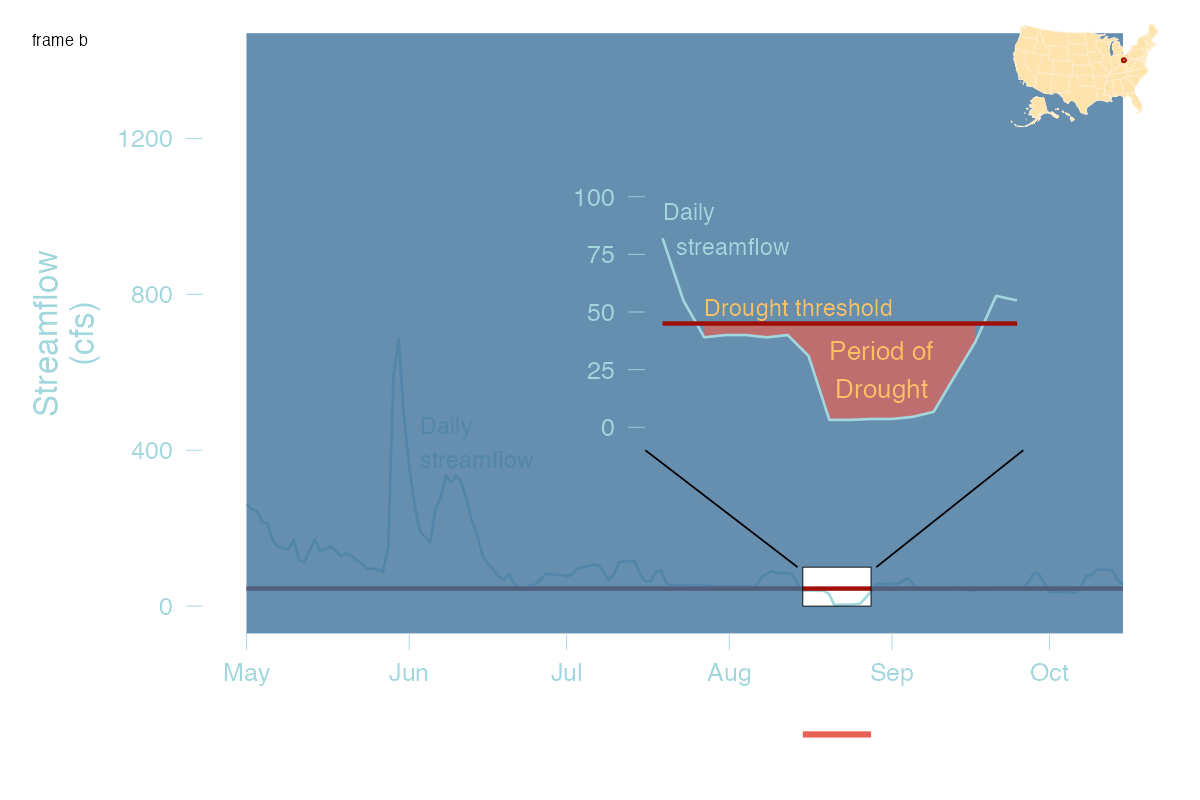 frame b
1200
800
400
0
Streamflow
(cfs)
100
75
50
25
0
Daily
streamflow
Drought threshold
Period of
Drought
Daily
streamflow
May
Jun
Jul
Aug
Sep
Oct